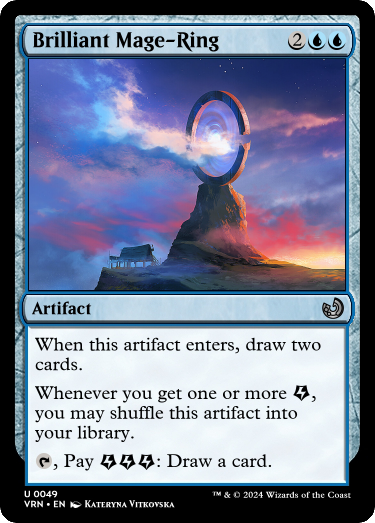 Brilliant Mage-Ring 2
Artifact
When this artifact enters, draw two
cards.
Whenever you get one or more ,
you may shuffle this artifact into
your library.
, Pay : Draw a card.
U 0049
VRN • EN KATERYNA VITKOVSKA
™ & © 2024 Wizards of the Coast